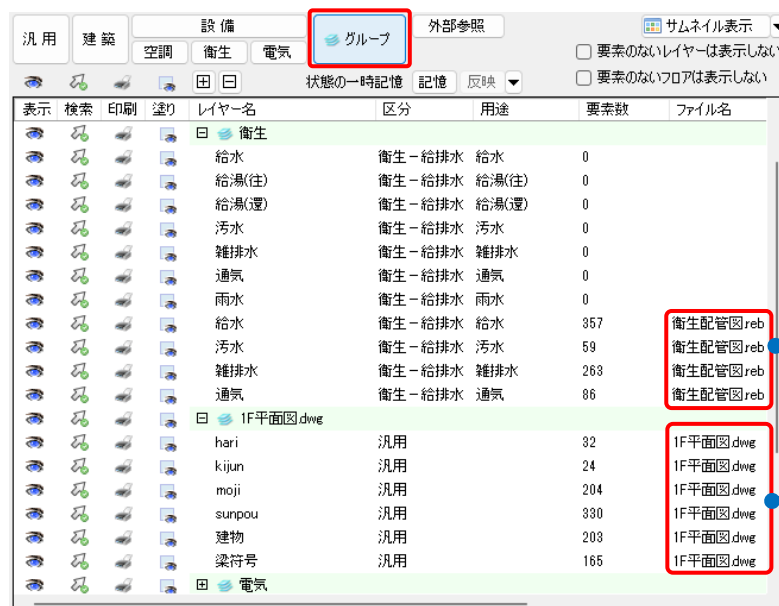 汎用 建築 設備 グループ 外部参照 サムネイル表示
空調 衛生 電気 要素のないレイヤーは表示しない
状態の一時記憶 記憶 反映 要素のないフロアは表示しない
表示 検索 印刷 塗り レイヤー名 区分 用途 要素数 ファイル名
衛生
給水 衛生－給排水 給水 0
給湯(往) 衛生－給排水 給湯(往) 0
給湯(還) 衛生－給排水 給湯(還) 0
汚水 衛生－給排水 汚水 0
雑排水 衛生－給排水 雑排水 0
通気 衛生－給排水 通気 0
雨水 衛生－給排水 雨水 0
給水 衛生－給排水 給水 357 衛生配管図.reb
汚水 衛生－給排水 汚水 59 衛生配管図.reb
雑排水 衛生－給排水 雑排水 263 衛生配管図.reb
通気 衛生－給排水 通気 86 衛生配管図.reb
1F平面図.dwg
hari 汎用 32 1F平面図.dwg
kijun 汎用 24 1F平面図.dwg
moji 汎用 204 1F平面図.dwg
sunpou 汎用 330 1F平面図.dwg
建物 汎用 203 1F平面図.dwg
梁符号 汎用 165 1F平面図.dwg
電気